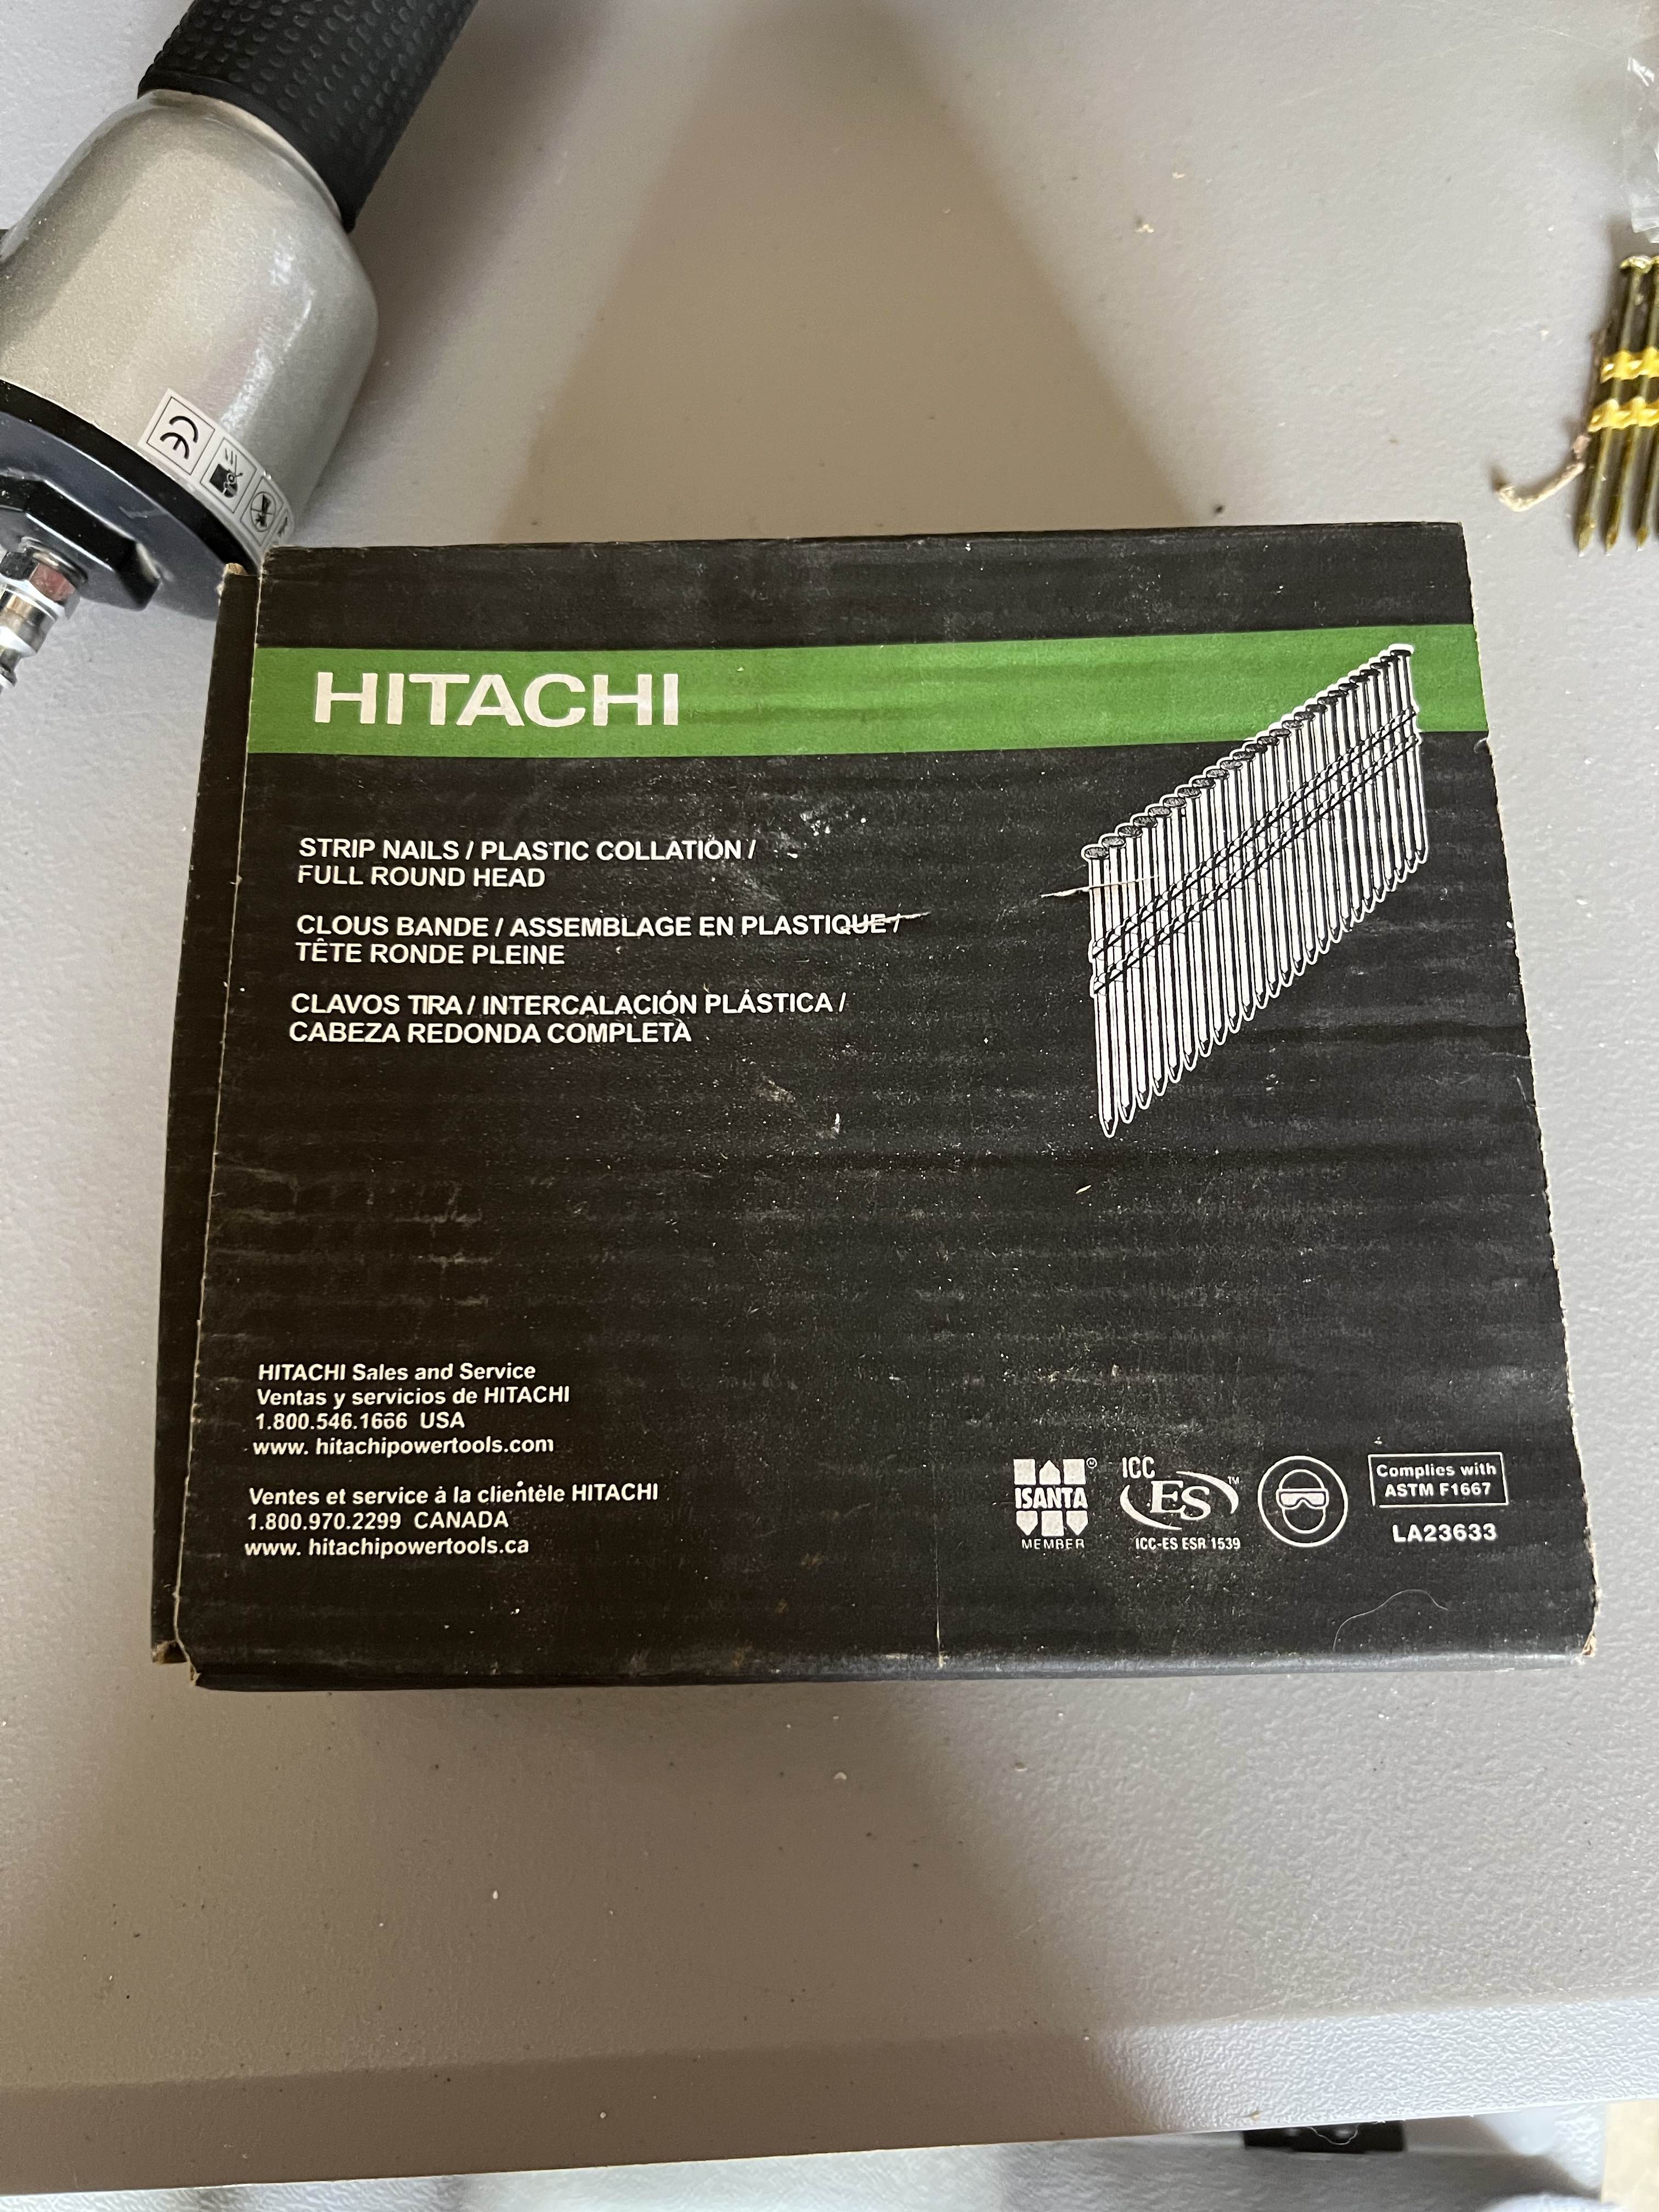 CE
HITACHI
STRIP NAILS / PLASTIC COLLATION /
FULL ROUND HEAD
CLOUS BANDE / ASSEMBLAGE EN PLASTIQUE /
TÊTE RONDE PLEINE
CLAVOS TIRA / INTERCALACIÓN PLÁSTICA /
CABEZA REDONDA COMPLETA
HITACHI Sales and Service
Ventas y servicios de HITACHI
1.800.546.1666 USA
www. hitachipowertools.com
Ventes et service à la clientèle HITACHI
1.800.970.2299 CANADA
www. hitachipowertools.ca
ISANTA
MEMBER
ICC
ES™
ICC-ES ESR 1539
Complies with
ASTM F1667
LA23633